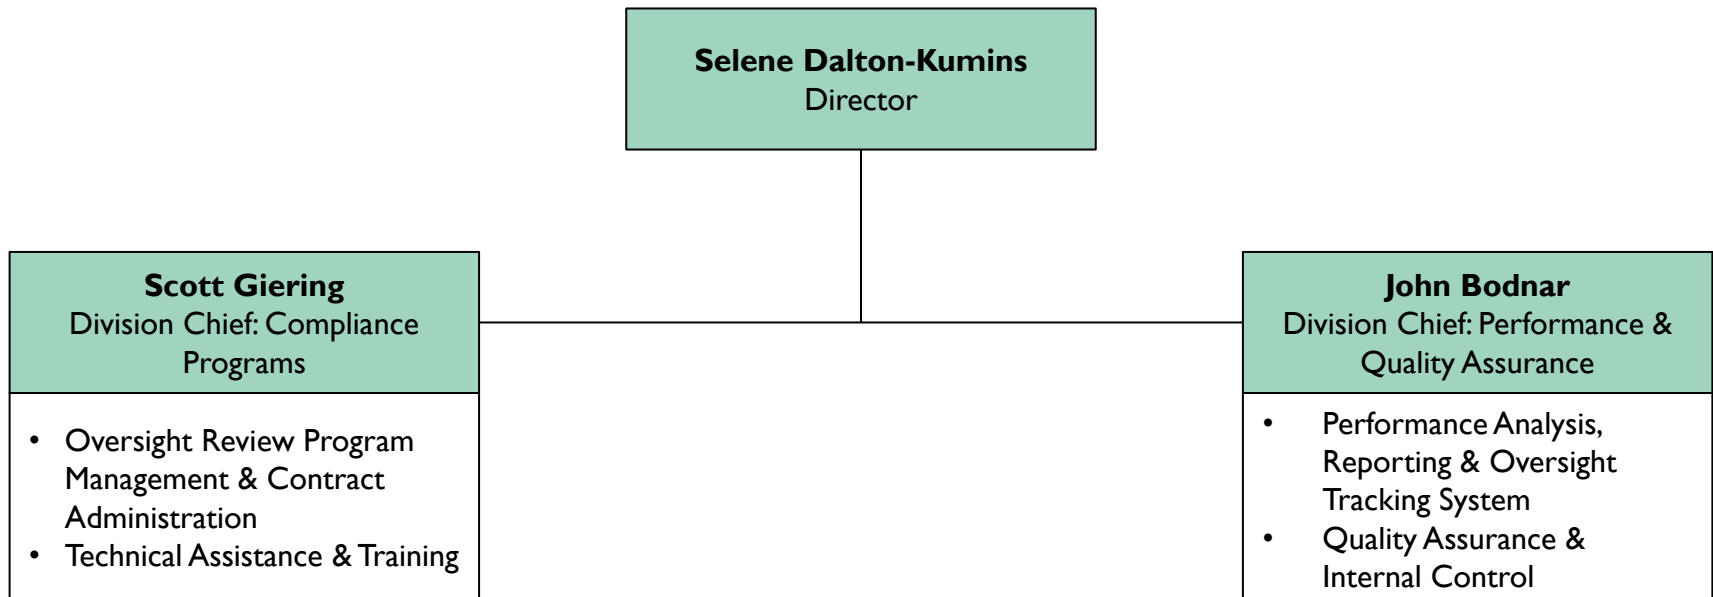 Selene Dalton-Kumins
Director
Scott Giering
Division Chief: Compliance
Programs
• Oversight Review Program
Management & Contract
Administration
• Technical Assistance & Training
John Bodnar
Division Chief: Performance &
Quality Assurance
• Performance Analysis,
Reporting & Oversight
Tracking System
• Quality Assurance &
Internal Control